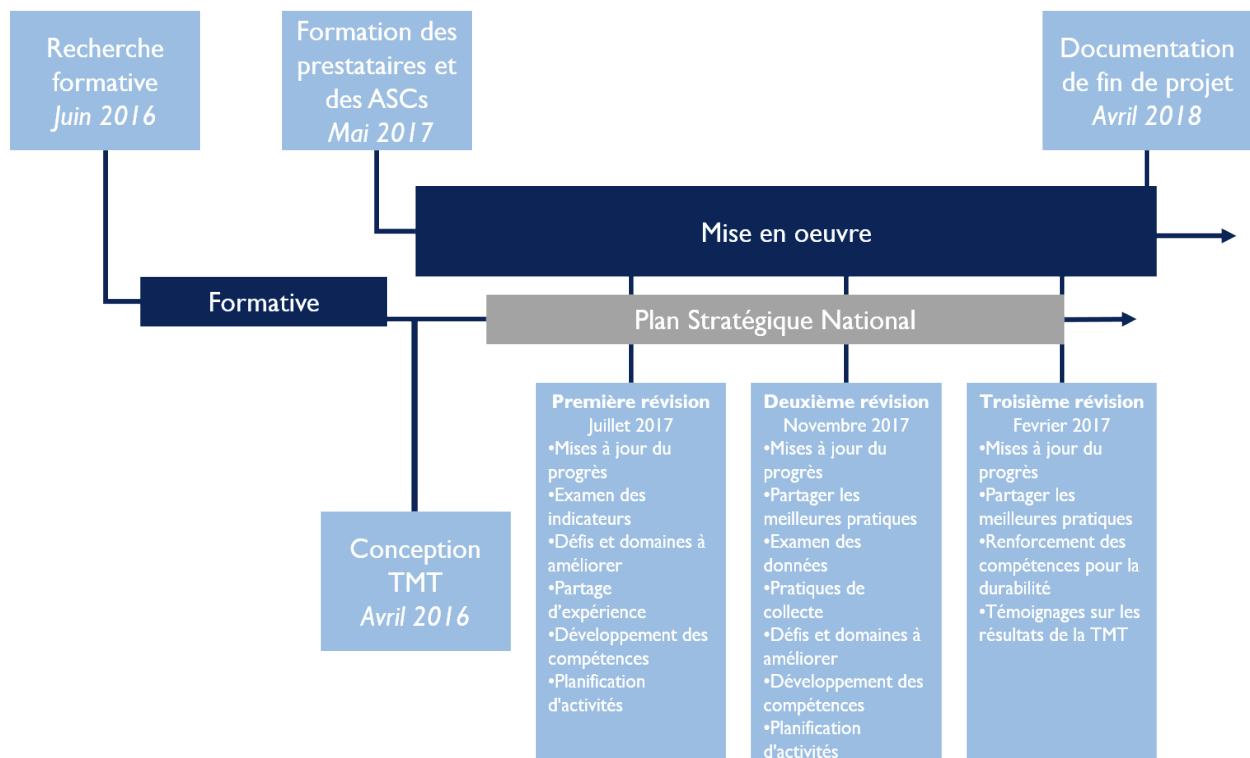 Recherche
formative
Juin 2016
Formation des
prestataires et
des ASCs
Mai 2017
Documentation
de fin de projet
Avril 2018
Mise en oeuvre
Formative
Plan Stratégique National
Conception
TMT
Avril 2016
Première révision
Juillet 2017
•Mises à jour du
progrès
•Examen des
indicateurs
•Défis et domaines à
améliorer
•Partage
d'expérience
•Développement des
compétences
•Planification
d'activités
Deuxième révision
Novembre 2017
•Mises à jour du
progrès
•Partager les
meilleures pratiques
•Examen des
données
•Pratiques de
collecte
•Défis et domaines à
améliorer
•Développement des
compétences
•Planification
d'activités
Troisième révision
Fevrier 2017
•Mises à jour du
progrès
•Partager les
meilleures pratiques
•Renforcement des
compétences pour la
durabilité
•Témoignages sur les
résultats de la TMT